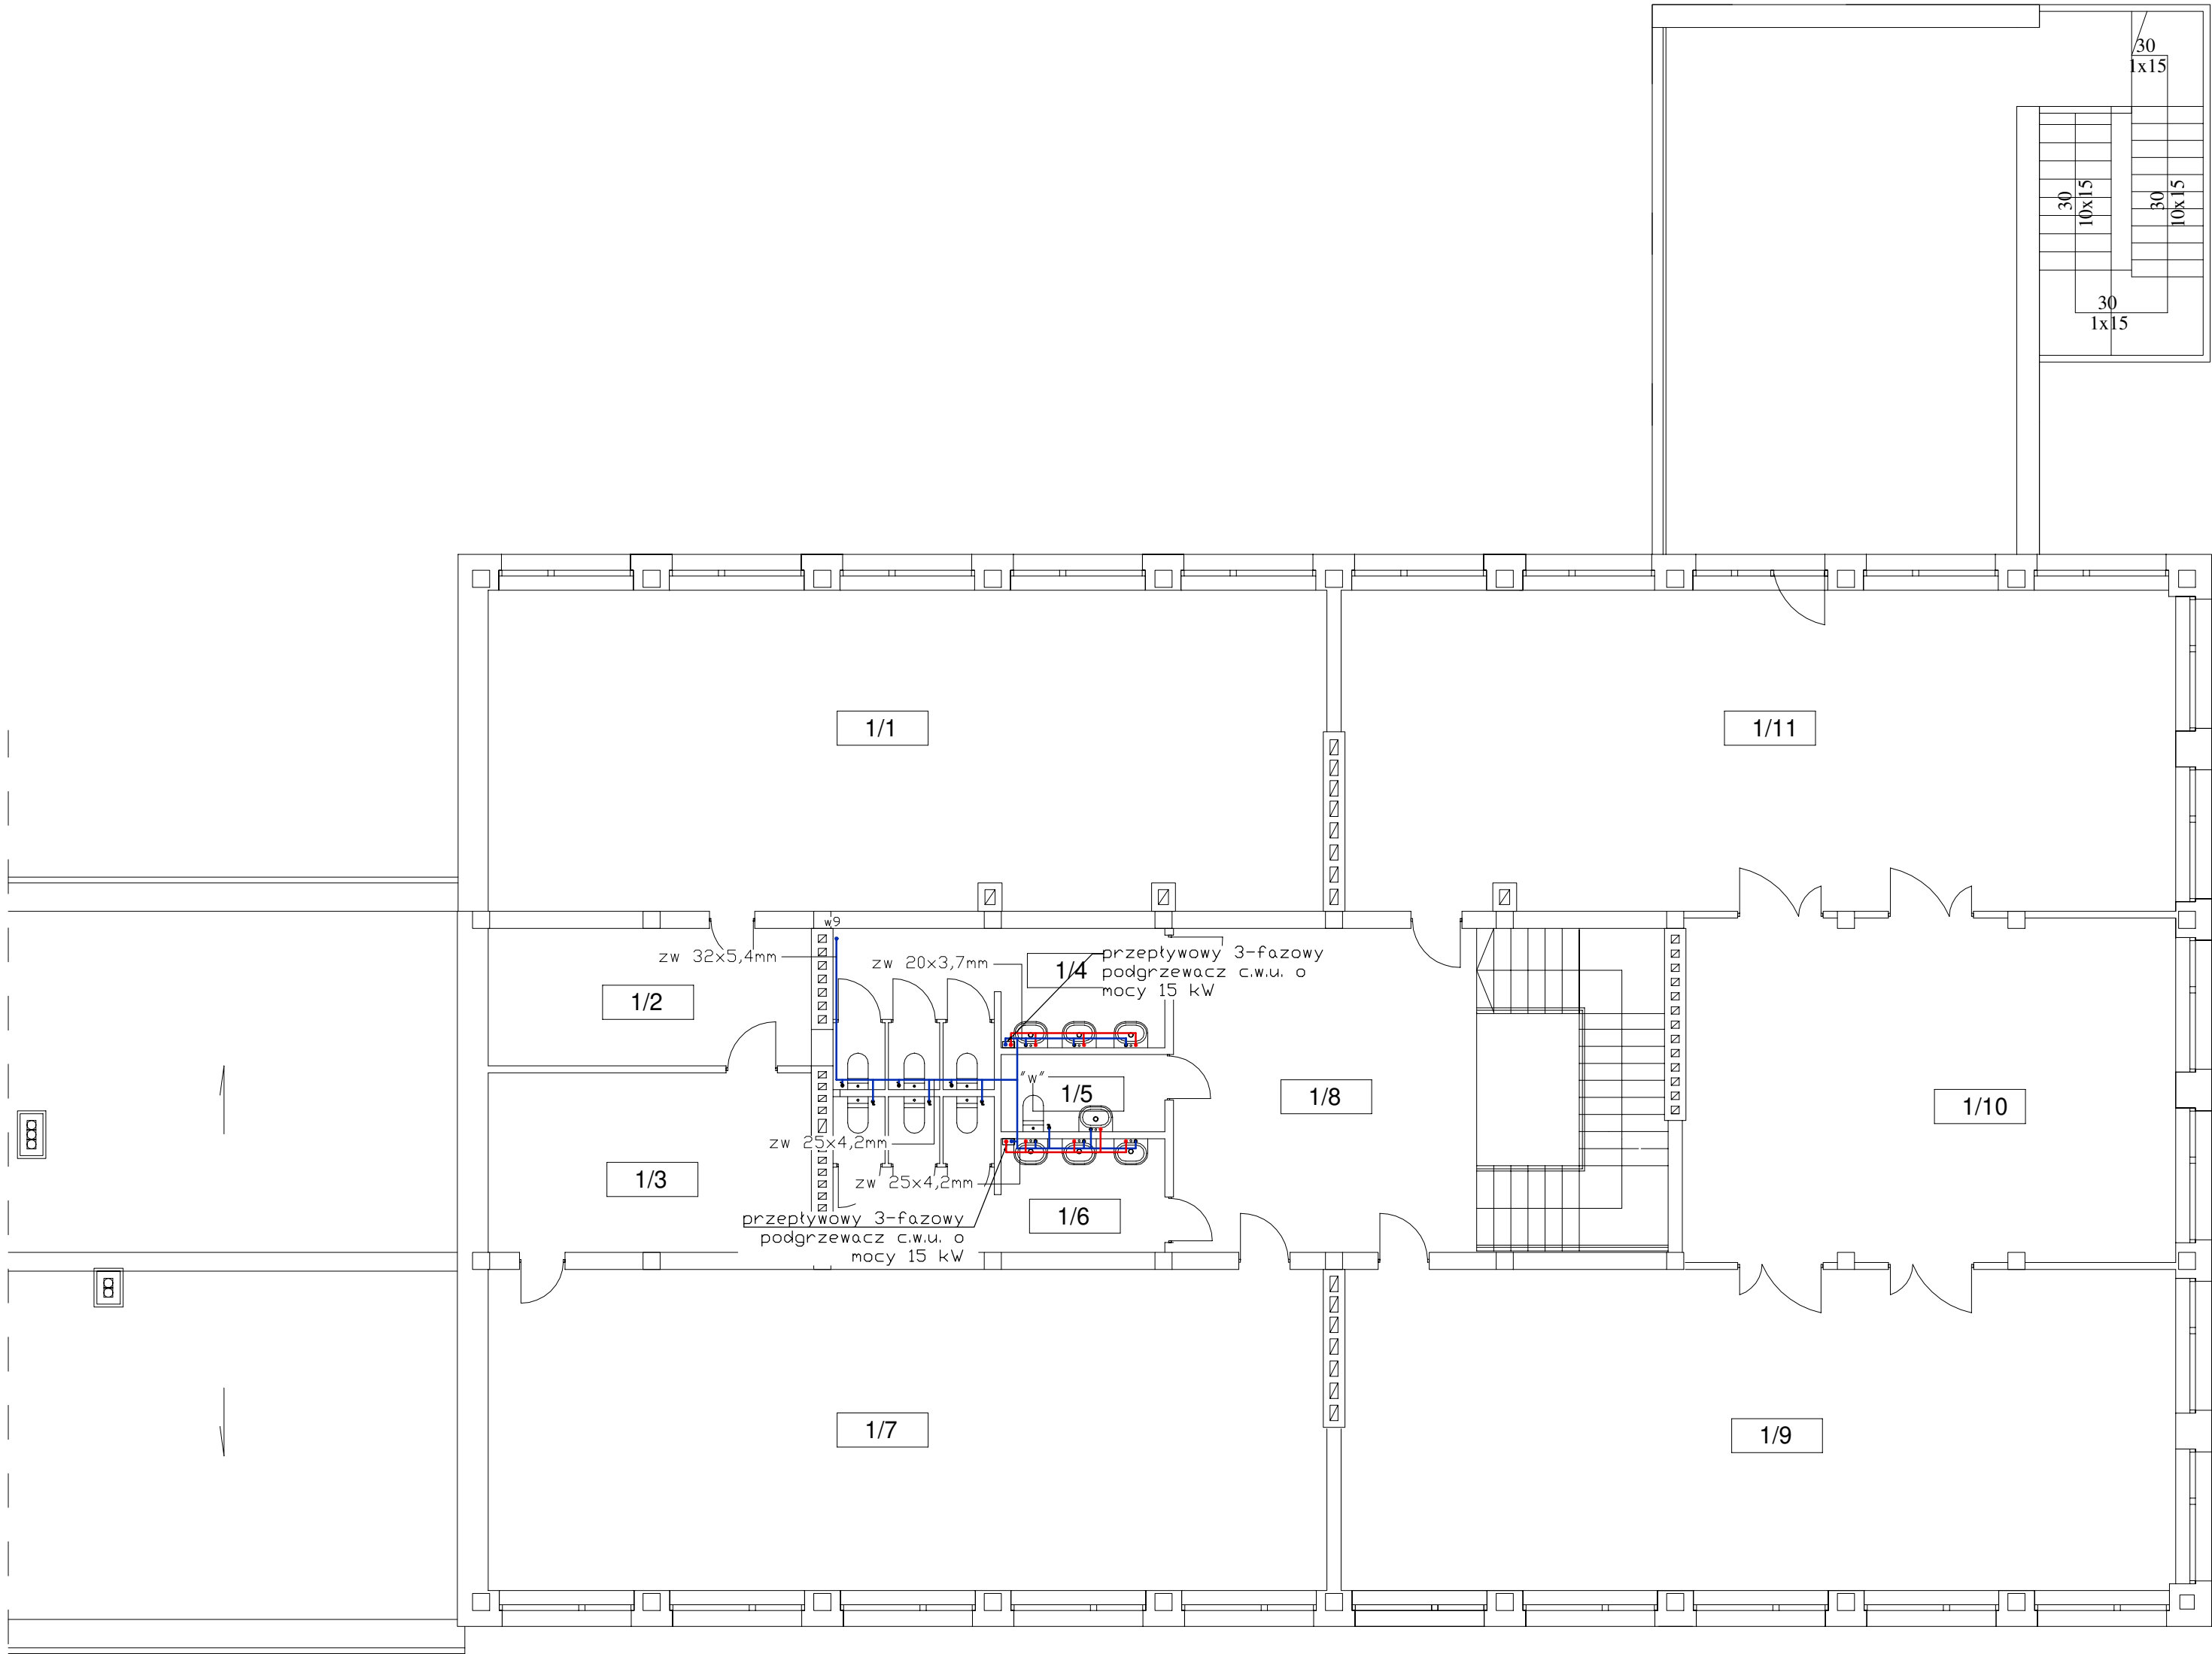 30
1x15
30
10x15
30
10x15
30
1x15
1/1
1/11
w9
zw 32x5,4mm
zw 20x3,7mm
1/4
przepływowy 3-fazowy
podgrzewacz c.w.u. o
mocy 15 kW
1/2
"w"
1/5
1/8
1/10
zw 25x4,2mm
1/3
zw 25x4,2mm
1/6
przepływowy 3-fazowy
podgrzewacz c.w.u. o
mocy 15 kW
1/7
1/9